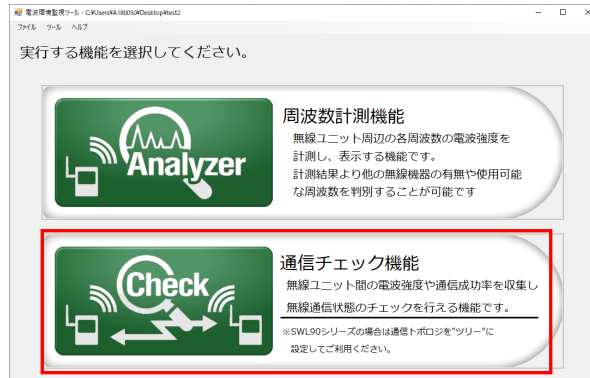 電波環境監視ツール - C:¥Users¥A180050¥Desktop¥test2
ファイル ツール ヘルプ
実行する機能を選択してください。
Analyzer
周波数計測機能
無線ユニット周辺の各周波数の電波強度を
計測し、表示する機能です。
計測結果より他の無線機器の有無や使用可能
な周波数を判別することが可能です
Check
通信チェック機能
無線ユニット間の電波強度や通信成功率を収集し
無線通信状態のチェックを行える機能です。
※SWL90シリーズの場合は通信トポロジを"ツリー"に
設定してご利用ください。